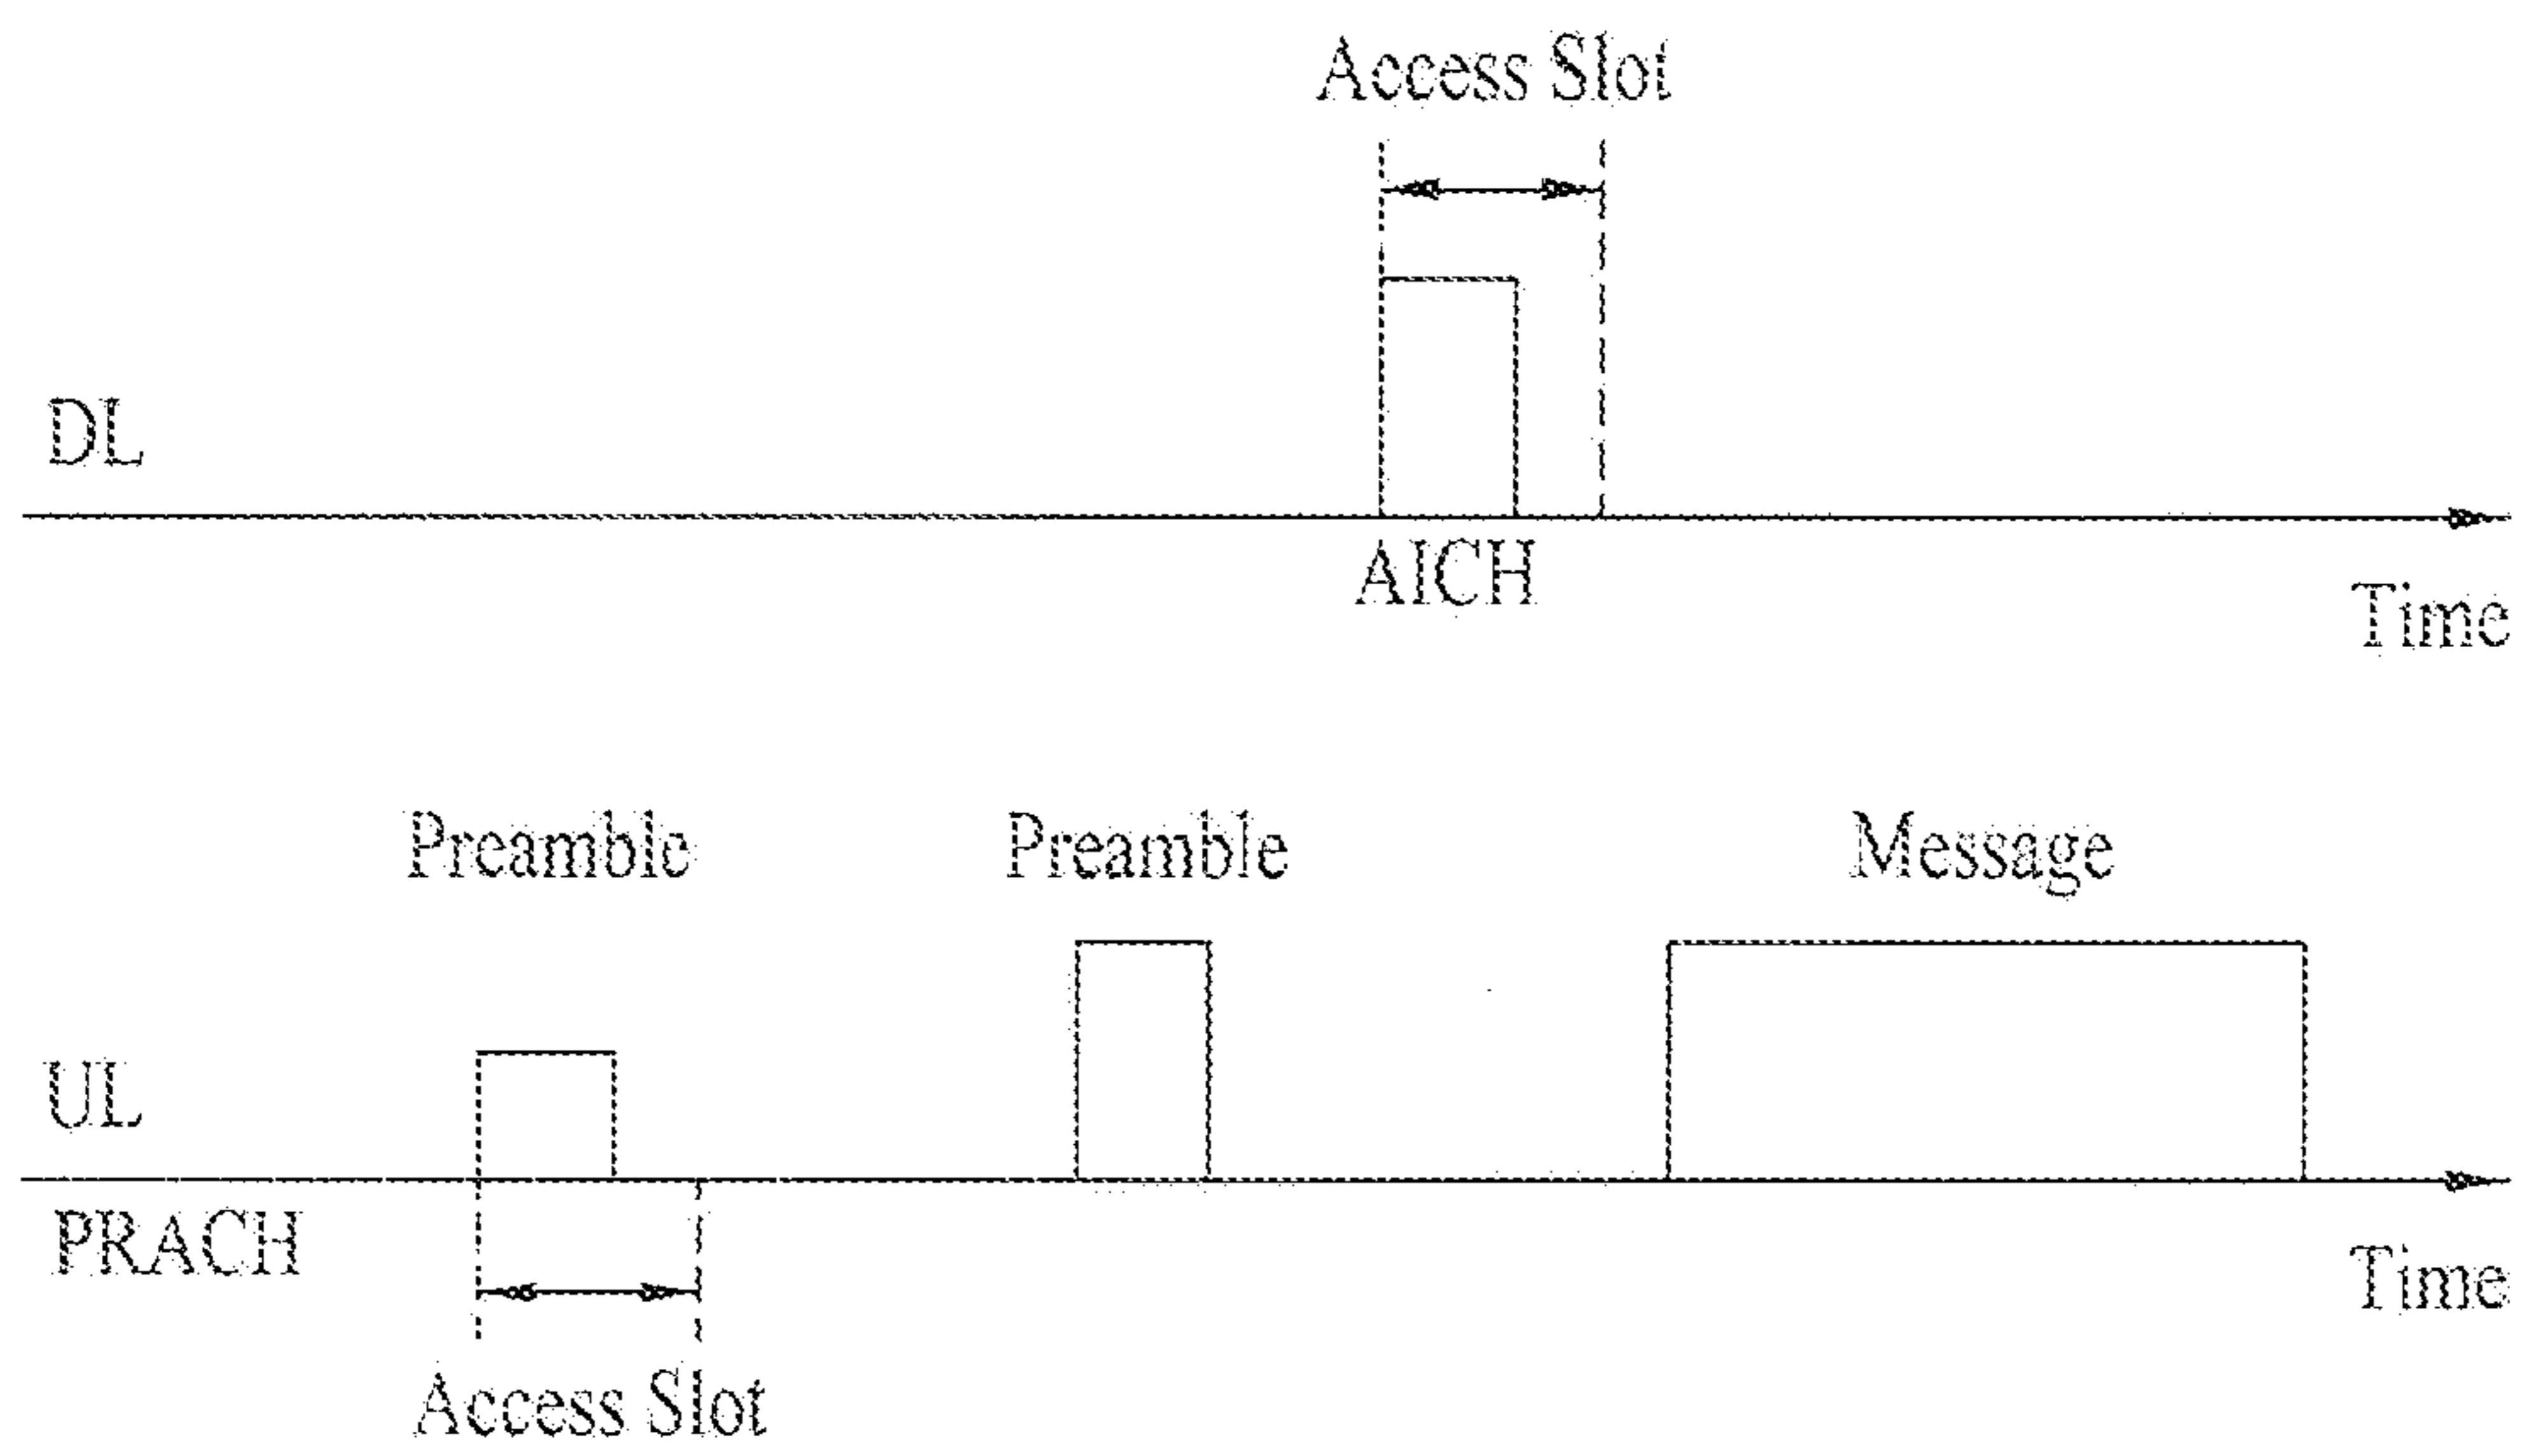 Access Slot
DL
AICH
Time
Preamble
Preamble
Message
UL
PRACH
Time
Access Slot